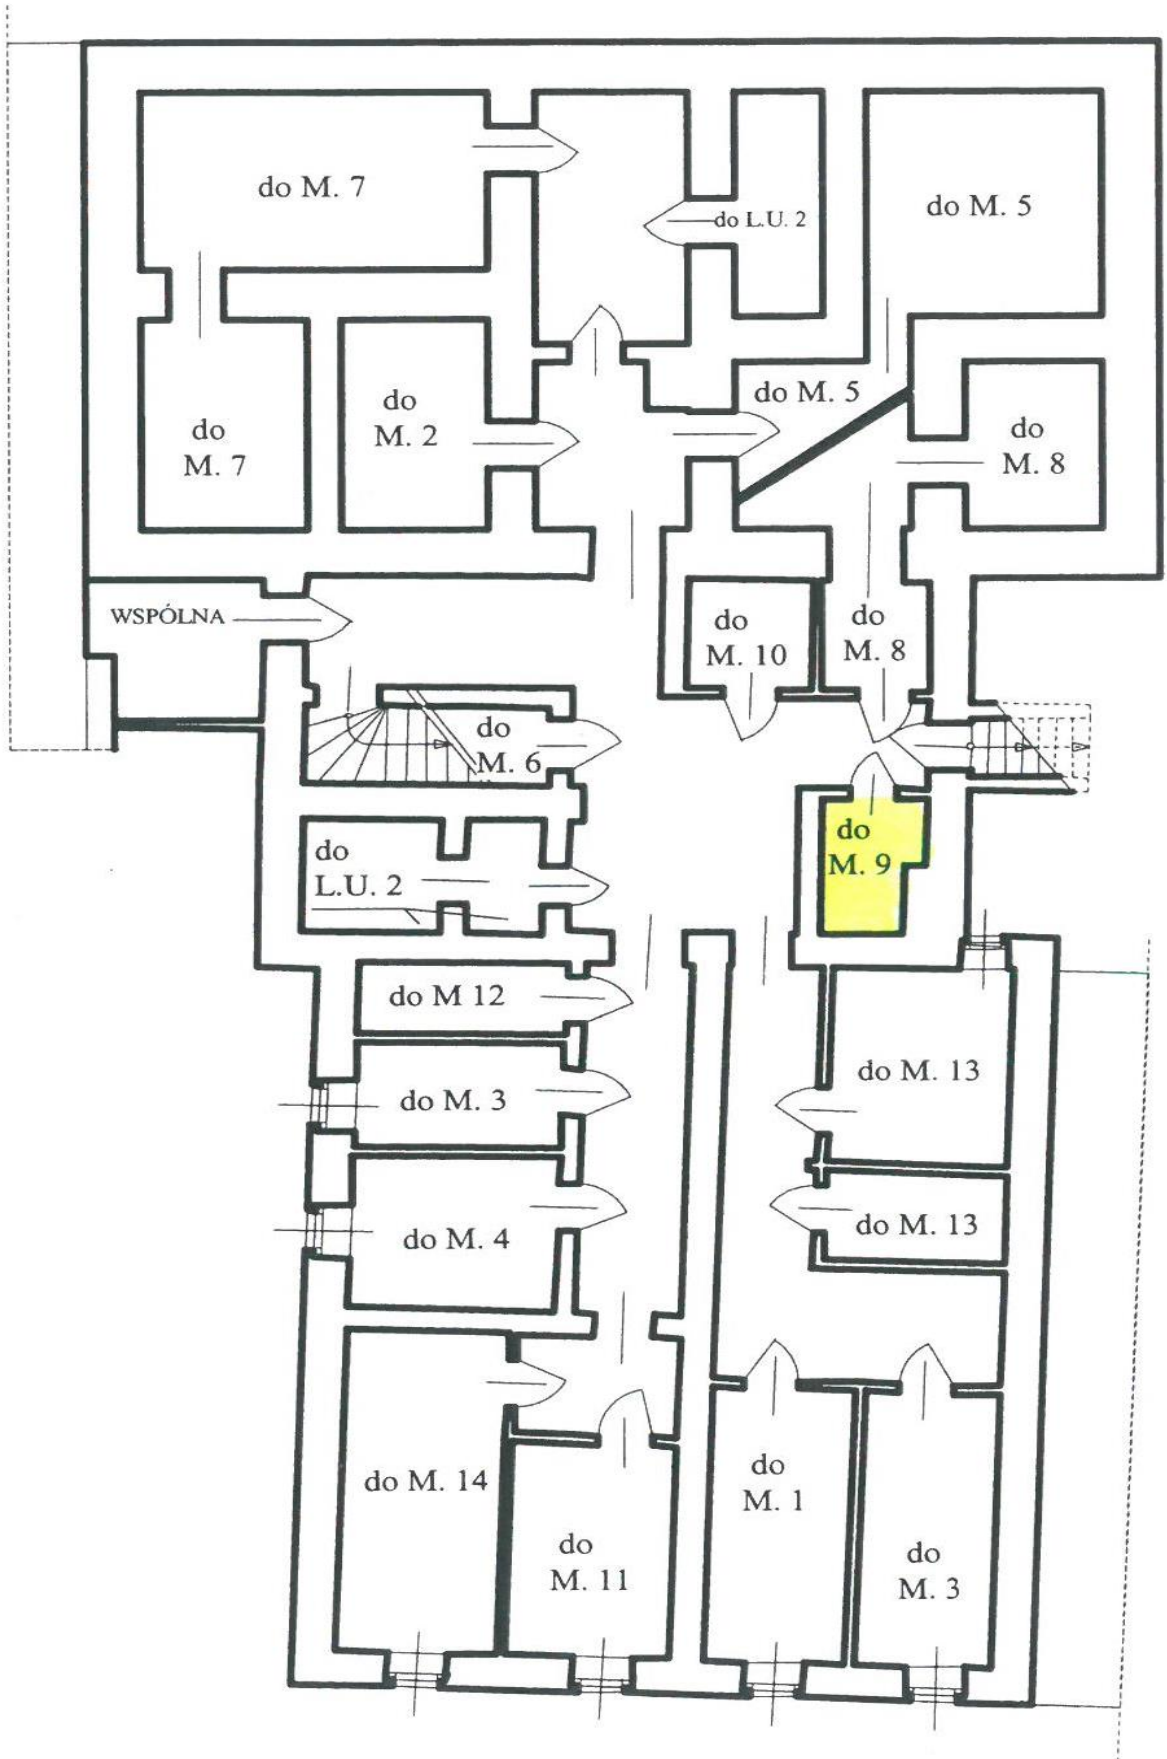 do M. 7
do L.U. 2
do M. 5
do M. 5
do
M. 7
do
M. 2
do
M. 8
WSPÓLNA
do
M. 10
do
M. 8
do
M. 6
do
M. 9
do
L.U. 2
do M 12
do M. 3
do M. 13
do M. 4
do M. 13
do M. 14
do
M. 11
do
M. 1
do
M. 3